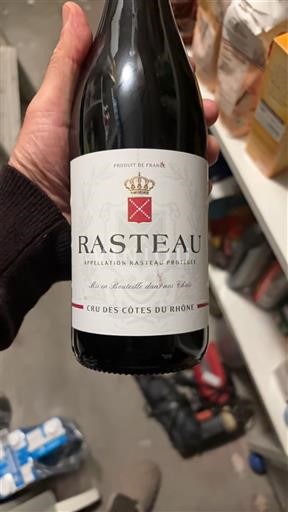 PRODUIT DE FRANCE
RASTEAU
APPELLATION RASTEAU PROTÉGÉE
Mis en Bouteille dans nos Chais
CRU DES CÔTES DU RHÔNE